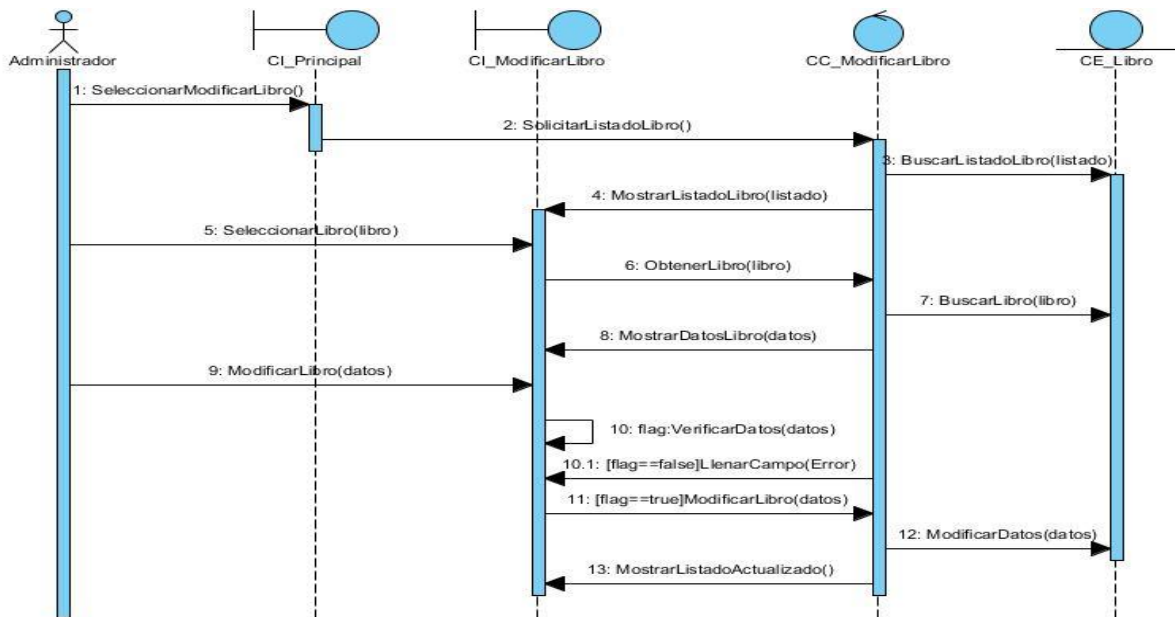 Administrador
CI_Principal
CI_ModificarLibro
CC_ModificarLibro
CE_Libro
1: SeleccionarModificarLibro()
2: SolicitarListadoLibro()
3: BuscarListadoLibro(listado)
4: MostrarListadoLibro(listado)
5: SeleccionarLibro(libro)
6: ObtenerLibro(libro)
7: BuscarLibro(libro)
8: MostrarDatosLibro(datos)
9: ModificarLibro(datos)
10: flag:VerificarDatos(datos)
10.1: [flag==false]LlenarCampo(Error)
11: [flag==true]ModificarLibro(datos)
12: ModificarDatos(datos)
13: MostrarListadoActualizado()